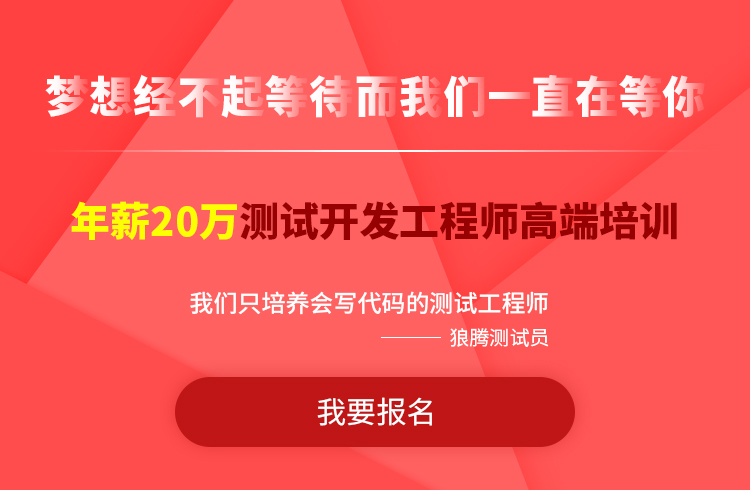 梦想经不起等待而我们一直在等你
年薪20万测试开发工程师高端培训
我们只培养会写代码的测试工程师
——— 狼腾测试员
我要报名